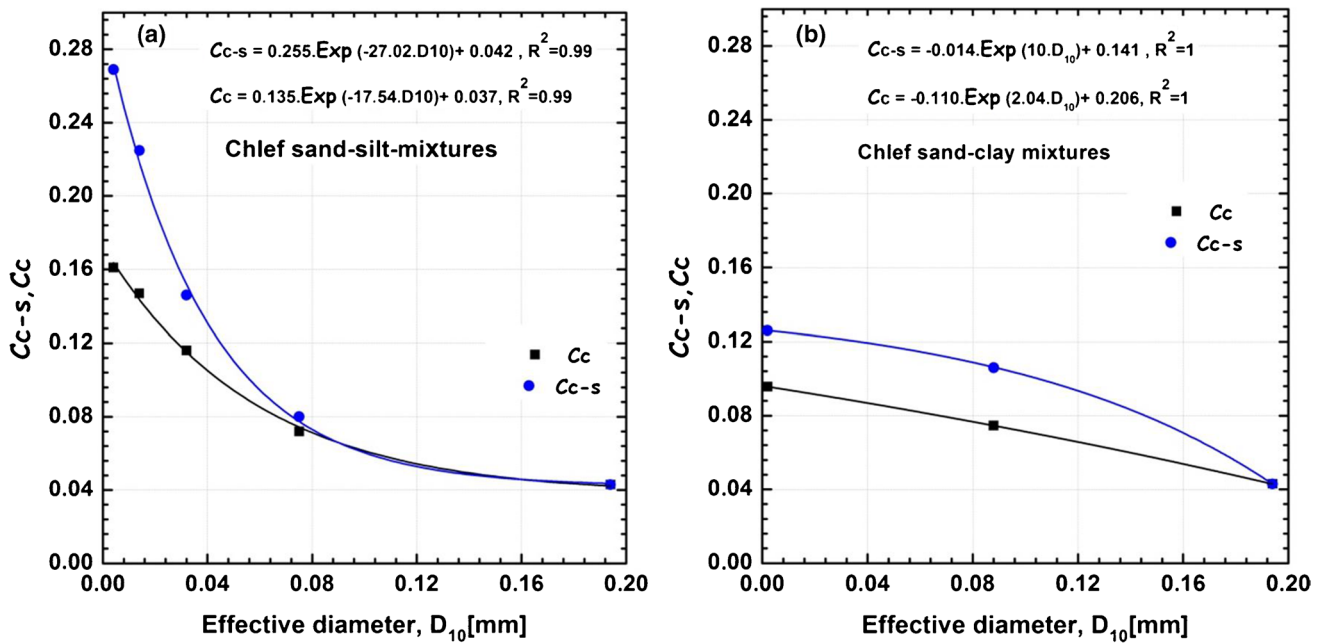 (a)
Cc-s = 0.255.Exp (-27.02.D10)+ 0.042 , R²=0.99
Cc = 0.135.Exp (-17.54.D10)+ 0.037, R²=0.99
Chlef sand-silt-mixtures
Cc
Cc-s
Cc-s, Cc
0.28
0.24
0.20
0.16
0.12
0.08
0.04
0.00
0.00 0.04 0.08 0.12 0.16 0.20
Effective diameter, D₁₀[mm]
(b)
Cc-s = -0.014.Exp (10.D₁₀)+ 0.141 , R²=1
Cc = -0.110.Exp (2.04.D₁₀)+ 0.206, R²=1
Chlef sand-clay mixtures
Cc
Cc-s
Cc-s, Cc
0.28
0.24
0.20
0.16
0.12
0.08
0.04
0.00
0.00 0.04 0.08 0.12 0.16 0.20
Effective diameter, D₁₀[mm]